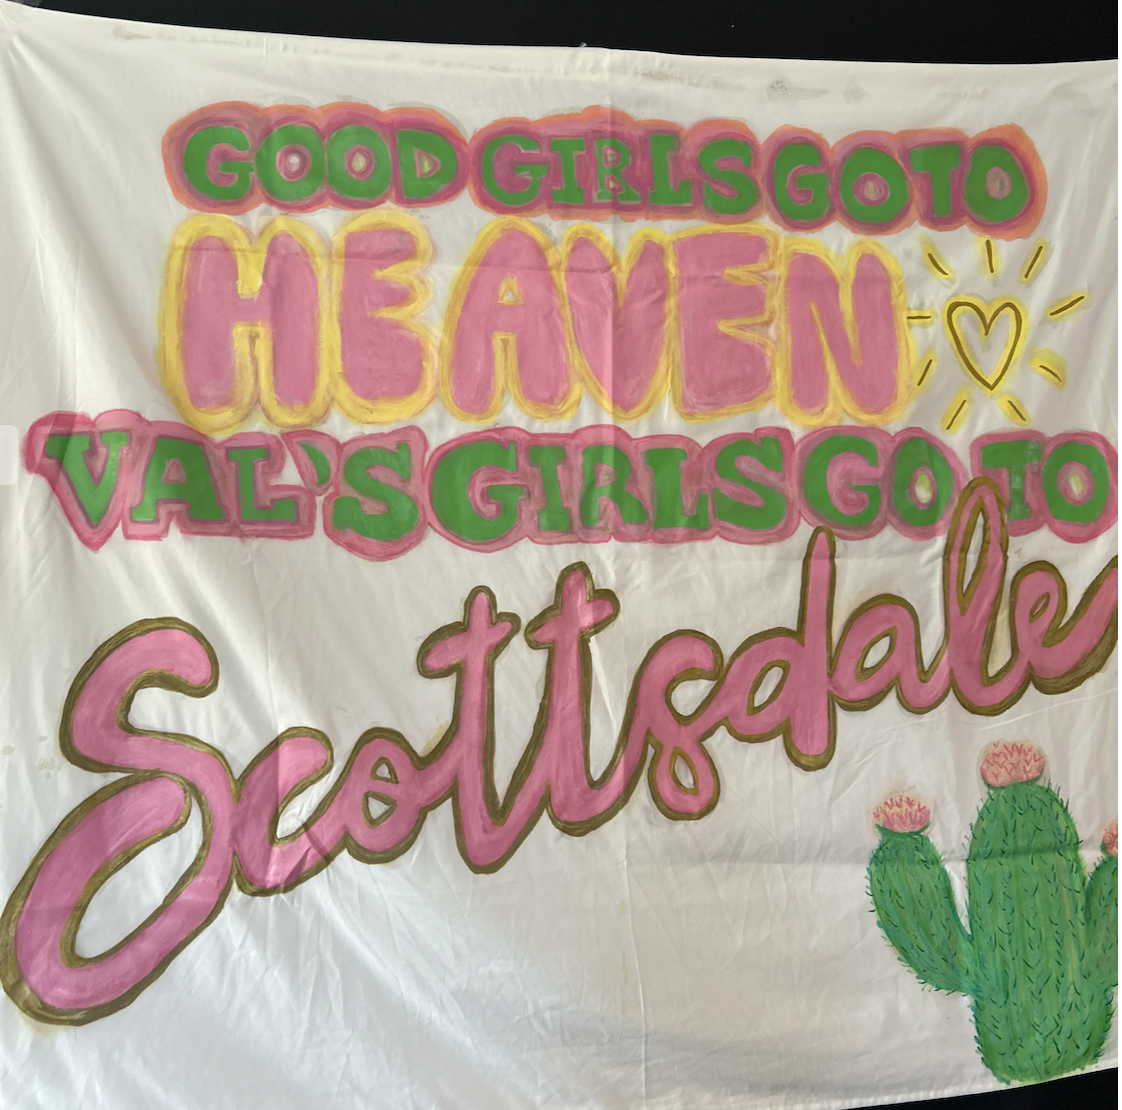 GOOD GIRLS GO TO
HEAVEN
VAL'S GIRLS GO TO
Scottsdale